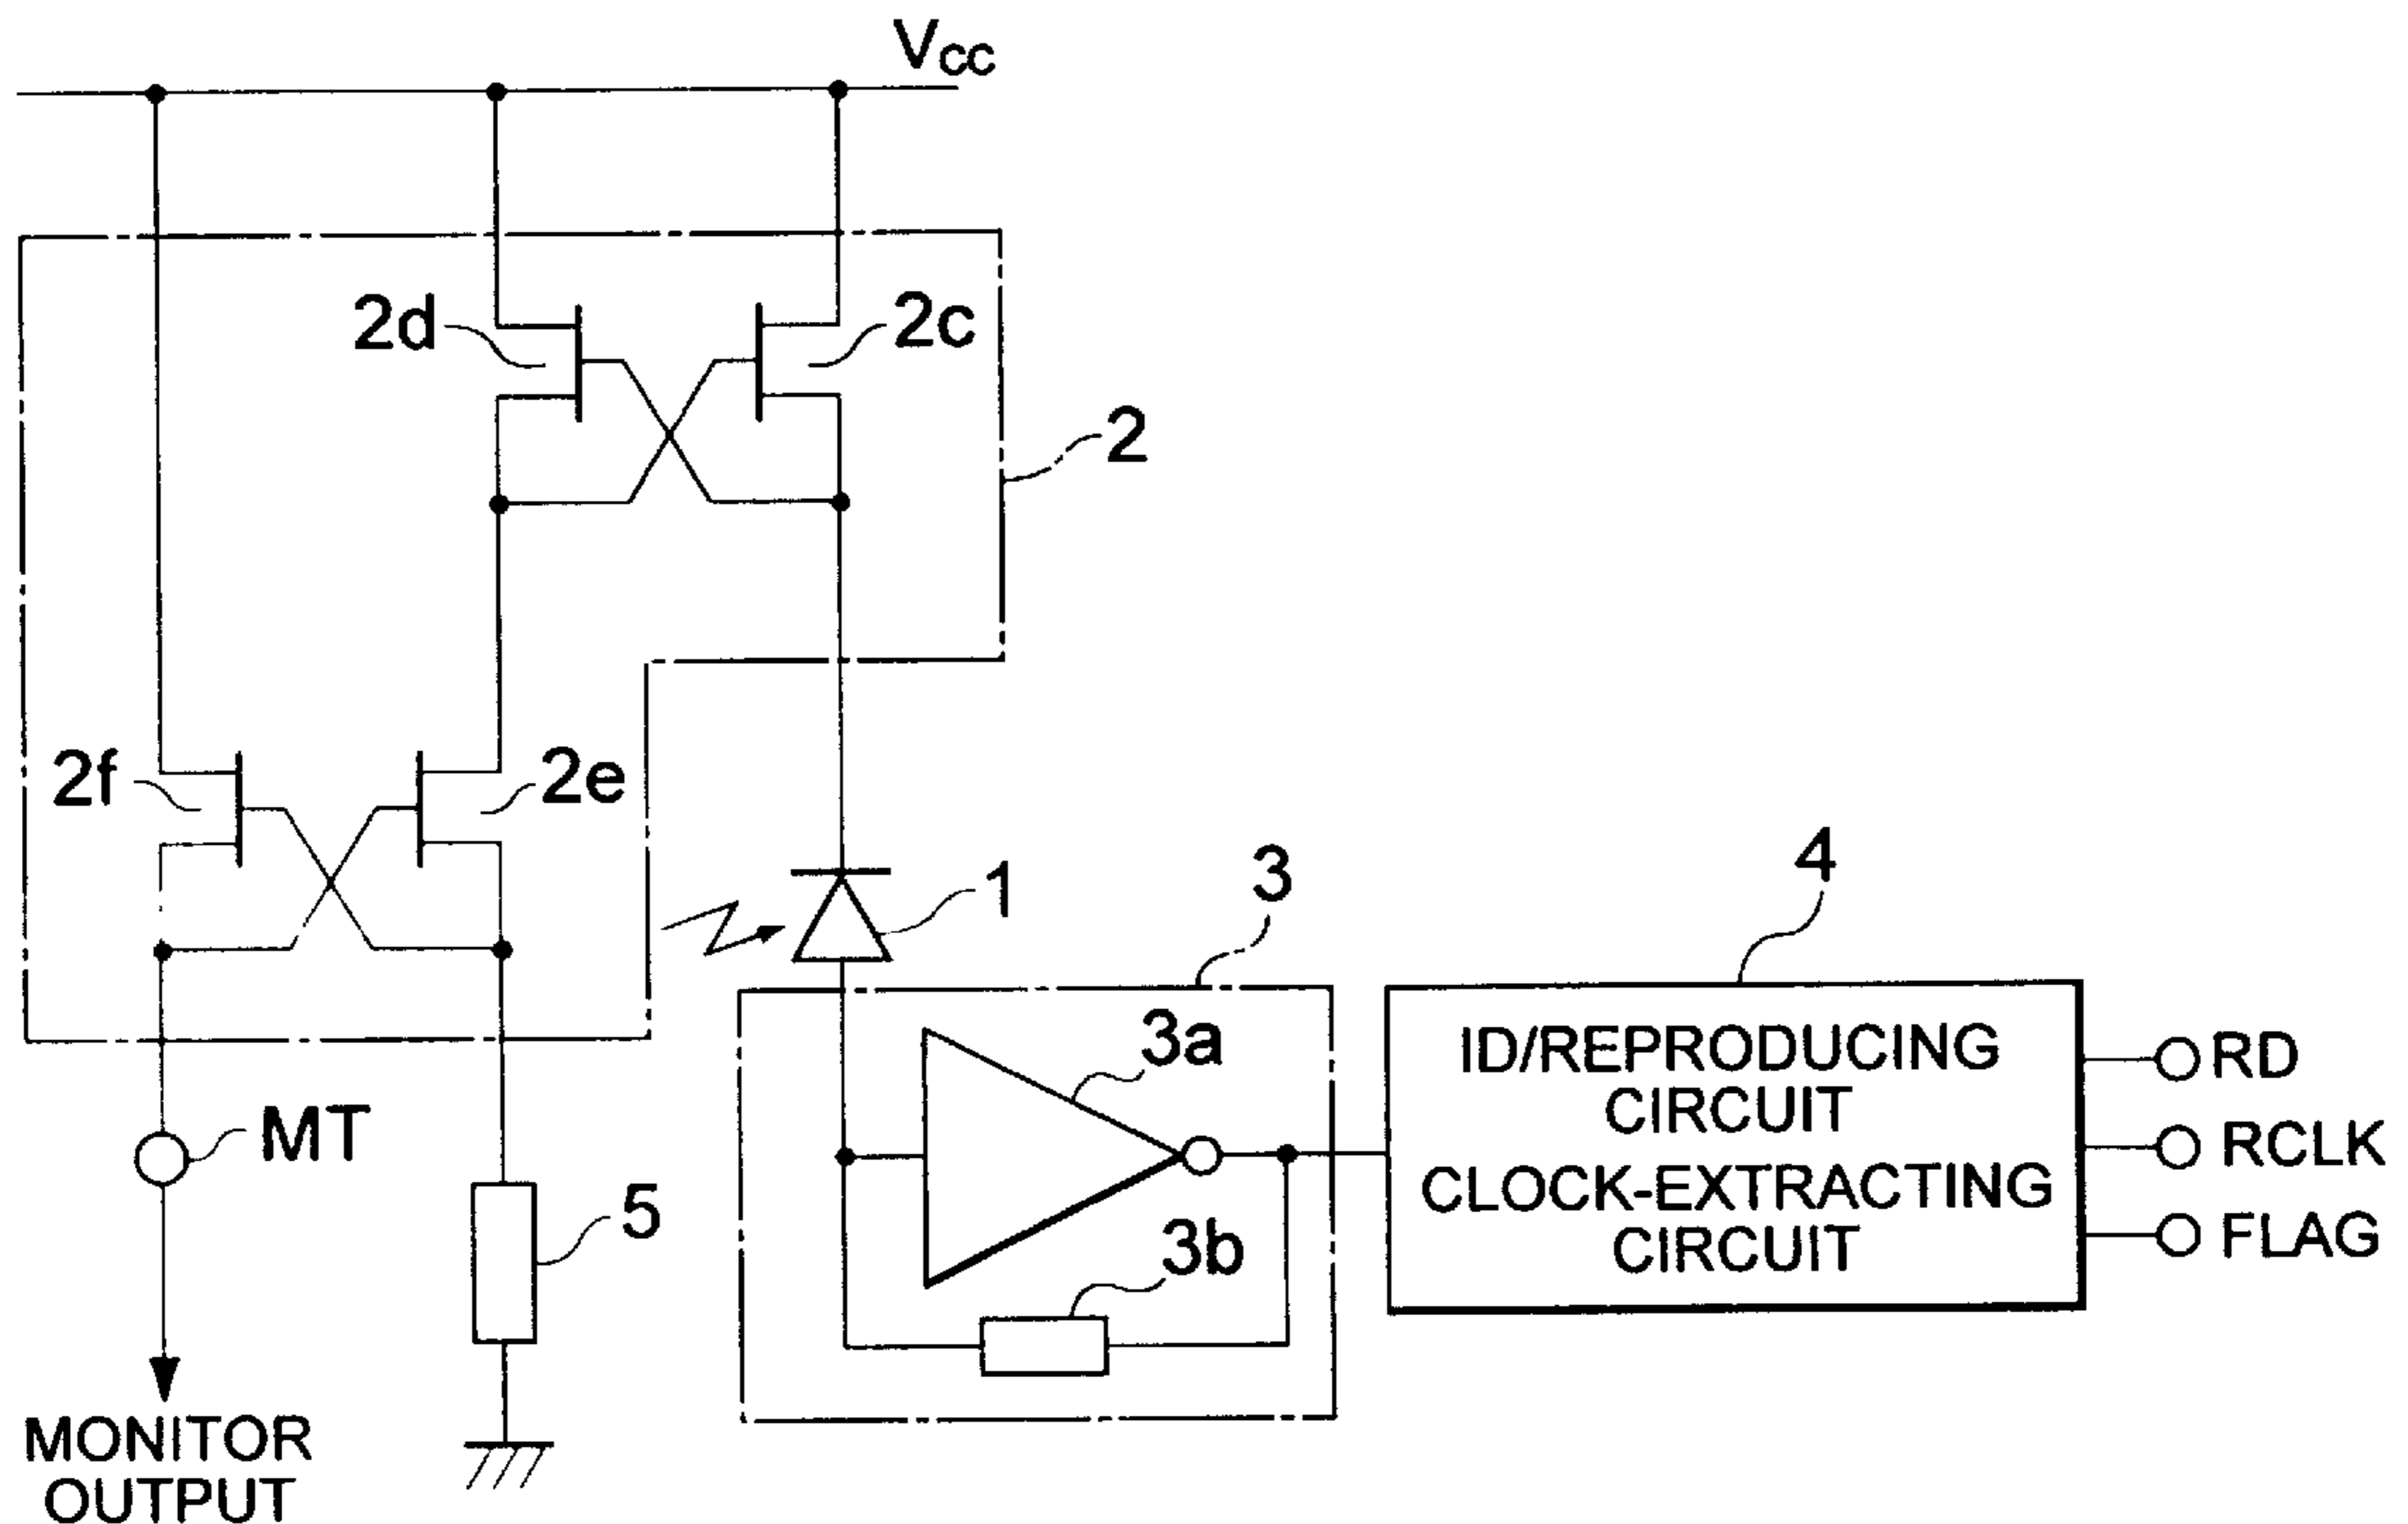 Vcc
2d
2c
2
2f
2e
1
3
4
3a
ID/REPRODUCING
CIRCUIT
CLOCK-EXTRACTING
CIRCUIT
RD
RCLK
FLAG
MT
5
3b
MONITOR
OUTPUT